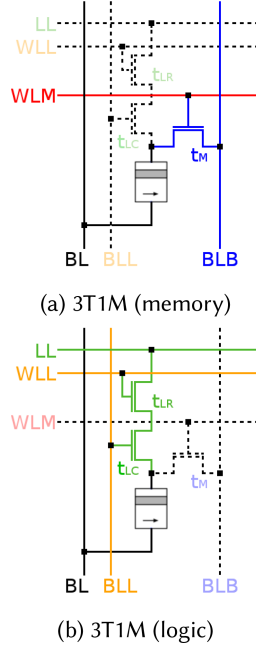 LL
WLL
tLR
WLM
tLC
tM
BL
BLL
BLB
(a) 3T1M (memory)
LL
WLL
tLR
WLM
tLC
tM
BL
BLL
BLB
(b) 3T1M (logic)